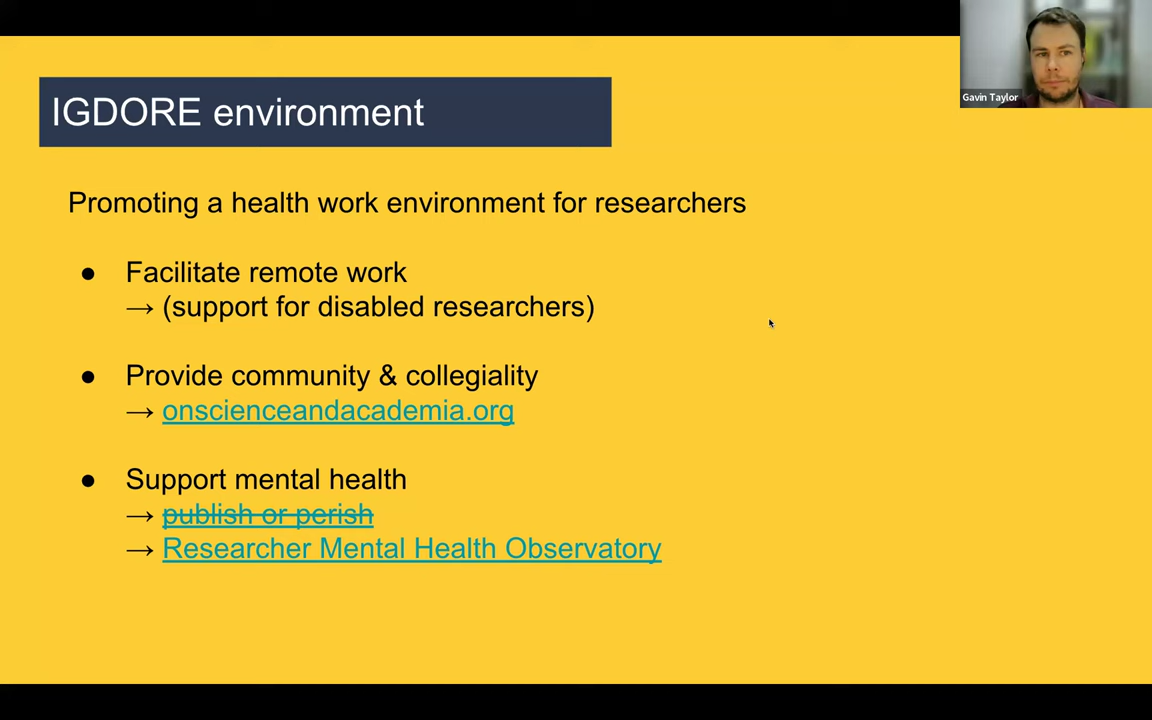 IGDORE environment
Gavin Taylor
Promoting a health work environment for researchers
● Facilitate remote work
→ (support for disabled researchers)
● Provide community & collegiality
→ onscienceandacademia.org
● Support mental health
→ publish or perish
→ Researcher Mental Health Observatory